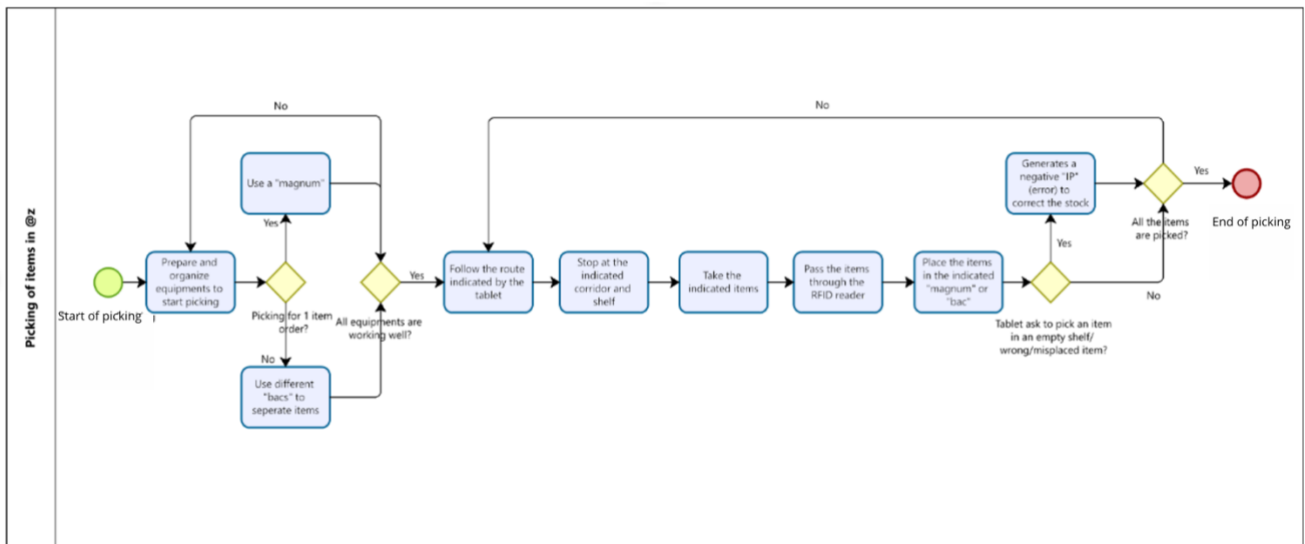 Picking of items in @z
Start of picking
Prepare and
organize
equipments to
start picking
No
Use a "magnum"
Yes
Picking for 1 item
order?
No
Use different
"bacs" to
seperate items
All equipments are
working well?
Yes
Follow the route
indicated by the
tablet
Stop at the
indicated
corridor and
shelf
Take the
indicated items
Pass the items
through the
RFID reader
Place the items
in the indicated
"magnum" or
"bac"
Tablet ask to pick an item
in an empty shelf/
wrong/misplaced item?
Yes
Generates a
negative "IP"
(error) to
correct the stock
No
All the items
are picked?
No
Yes
End of picking